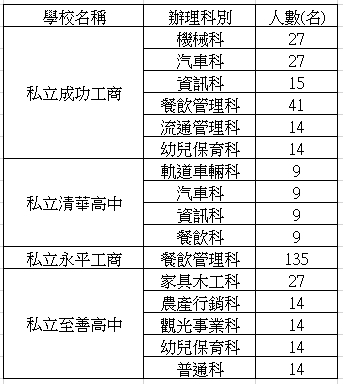 學校名稱 辦理科別 人數(名)
私立成功工商 機械科 27
汽車科 27
資訊科 15
餐飲管理科 41
流通管理科 14
幼兒保育科 14
私立清華高中 軌道車輛科 9
汽車科 9
資訊科 9
餐飲科 9
私立永平工商 餐飲管理科 135
私立至善高中 家具木工科 27
農產行銷科 14
觀光事業科 14
幼兒保育科 14
普通科 14